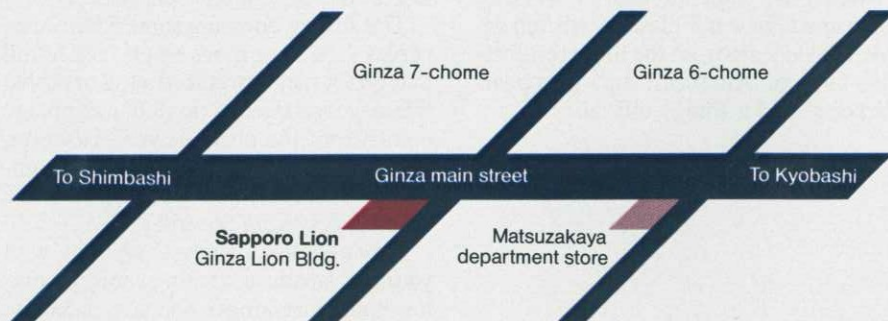 Ginza 7-chome
Ginza 6-chome
To Shimbashi
Ginza main street
To Kyobashi
Sapporo Lion
Ginza Lion Bldg.
Matsuzakaya
department store